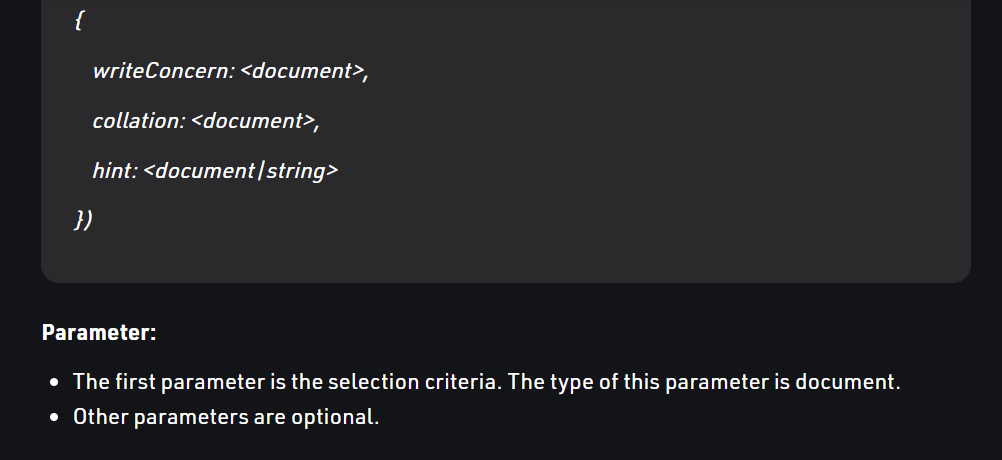 {
writeConcern: <document>,
collation: <document>,
hint: <document|string>
})
Parameter:
• The first parameter is the selection criteria. The type of this parameter is document.
• Other parameters are optional.